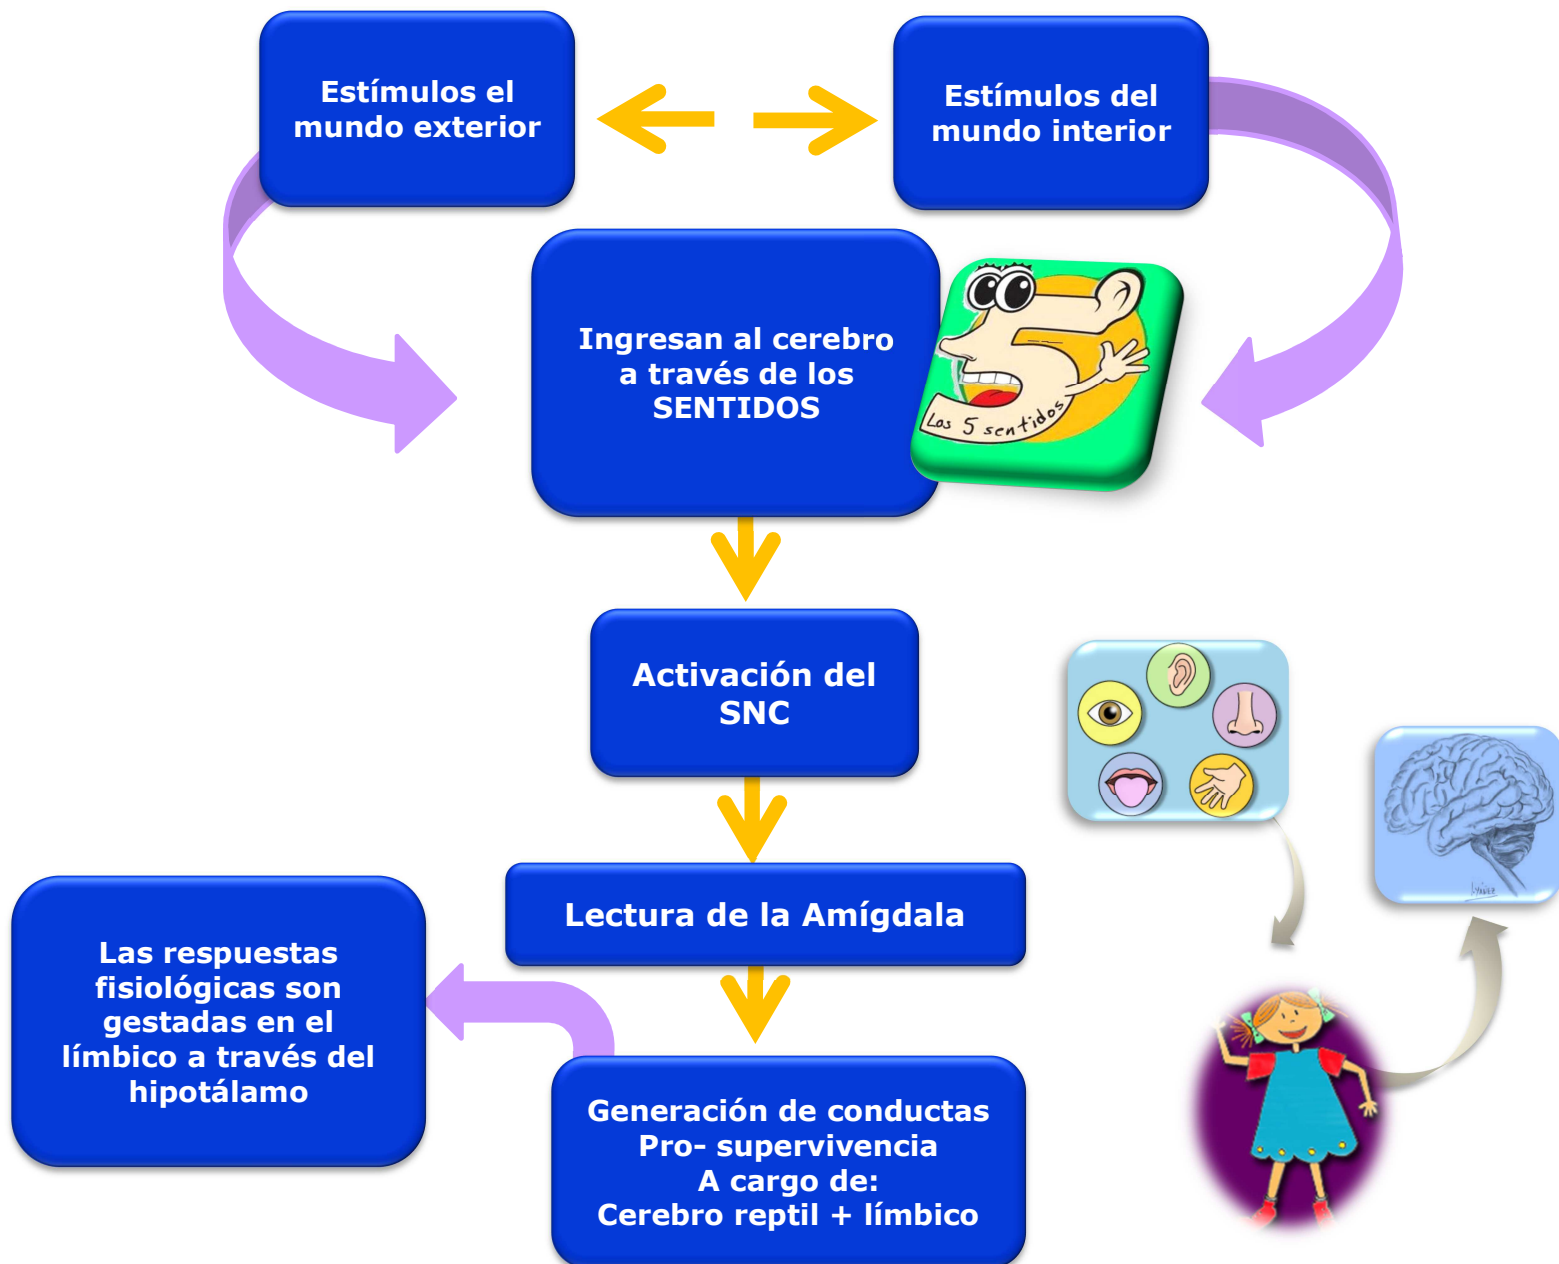 Estímulos el
mundo exterior
Estímulos del
mundo interior
Ingresan al cerebro
a través de los
SENTIDOS
Los 5 sentidos
Activación del
SNC
Lectura de la Amígdala
Las respuestas
fisiológicas son
gestadas en el
límbico a través del
hipotálamo
Generación de conductas
Pro- supervivencia
A cargo de:
Cerebro reptil + límbico